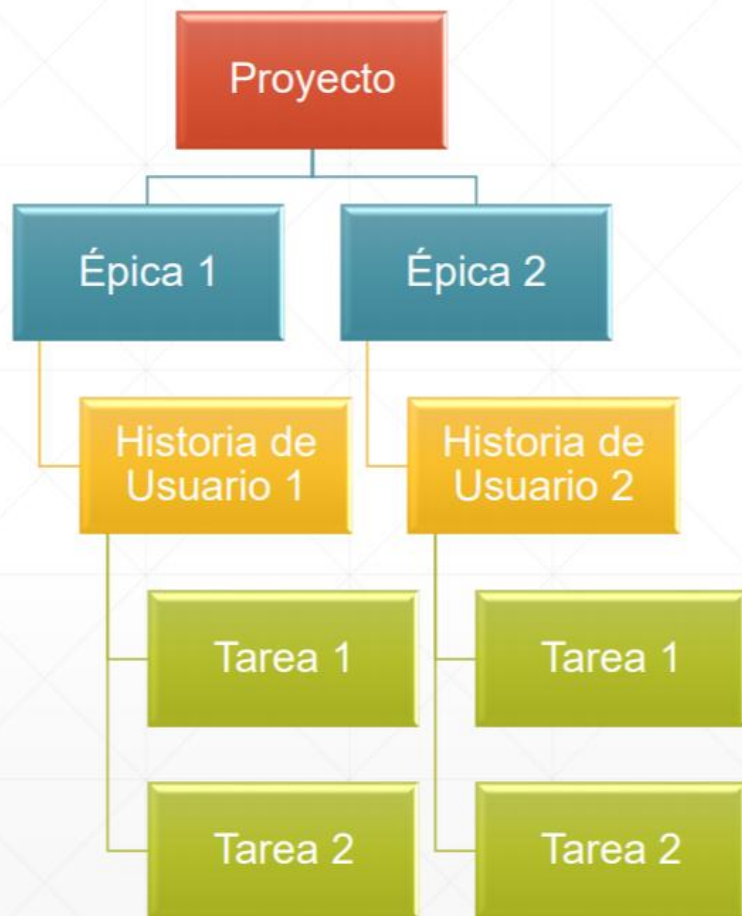 Proyecto
Épica 1
Épica 2
Historia de
Usuario 1
Historia de
Usuario 2
Tarea 1
Tarea 1
Tarea 2
Tarea 2